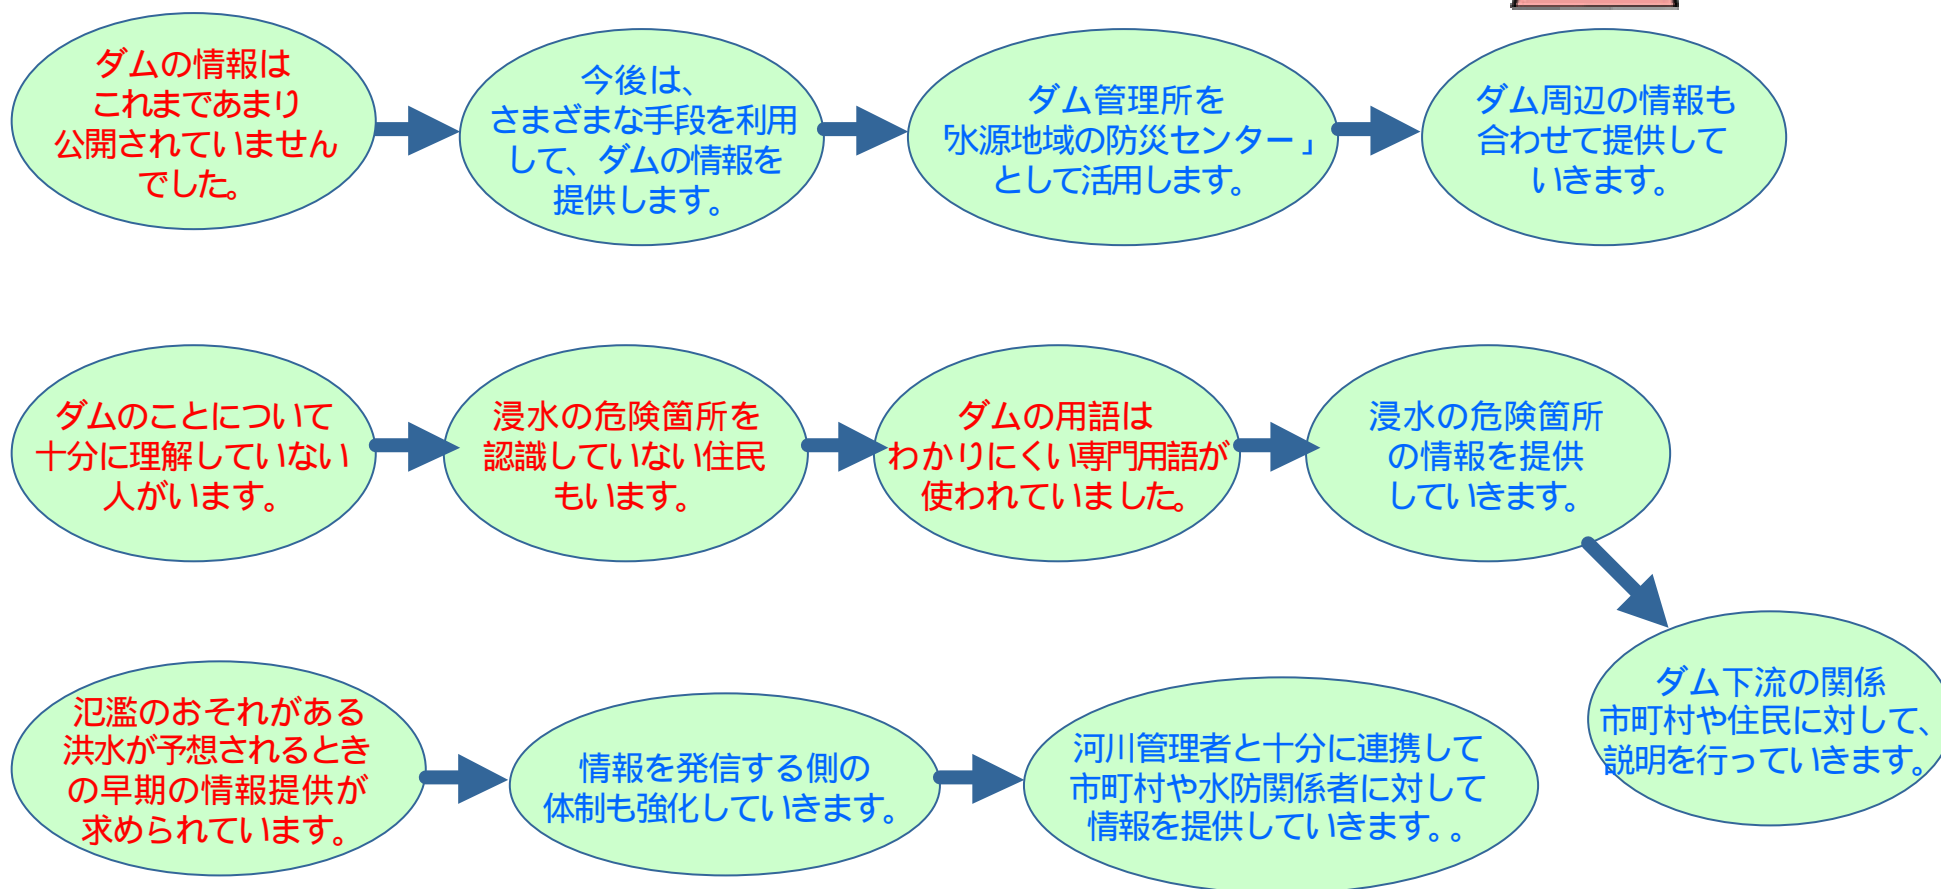 ダムの情報は
これまであまり
公開されていません
でした。
今後は、
さまざまな手段を利用
して、ダムの情報を
提供します。
ダム管理所を
「水源地域の防災センター」
として活用します。
ダム周辺の情報も
合わせて提供して
いきます。
ダムのことについて
十分に理解していない
人がいます。
浸水の危険箇所を
認識していない住民
もいます。
ダムの用語は
わかりにくい専門用語が
使われていました。
浸水の危険箇所
の情報を提供
していきます。
ダム下流の関係
市町村や住民に対して、
説明を行っていきます。
氾濫のおそれがある
洪水が予想されるとき
の早期の情報提供が
求められています。
情報を発信する側の
体制も強化していきます。
河川管理者と十分に連携して
市町村や水防関係者に対して
情報を提供していきます。。